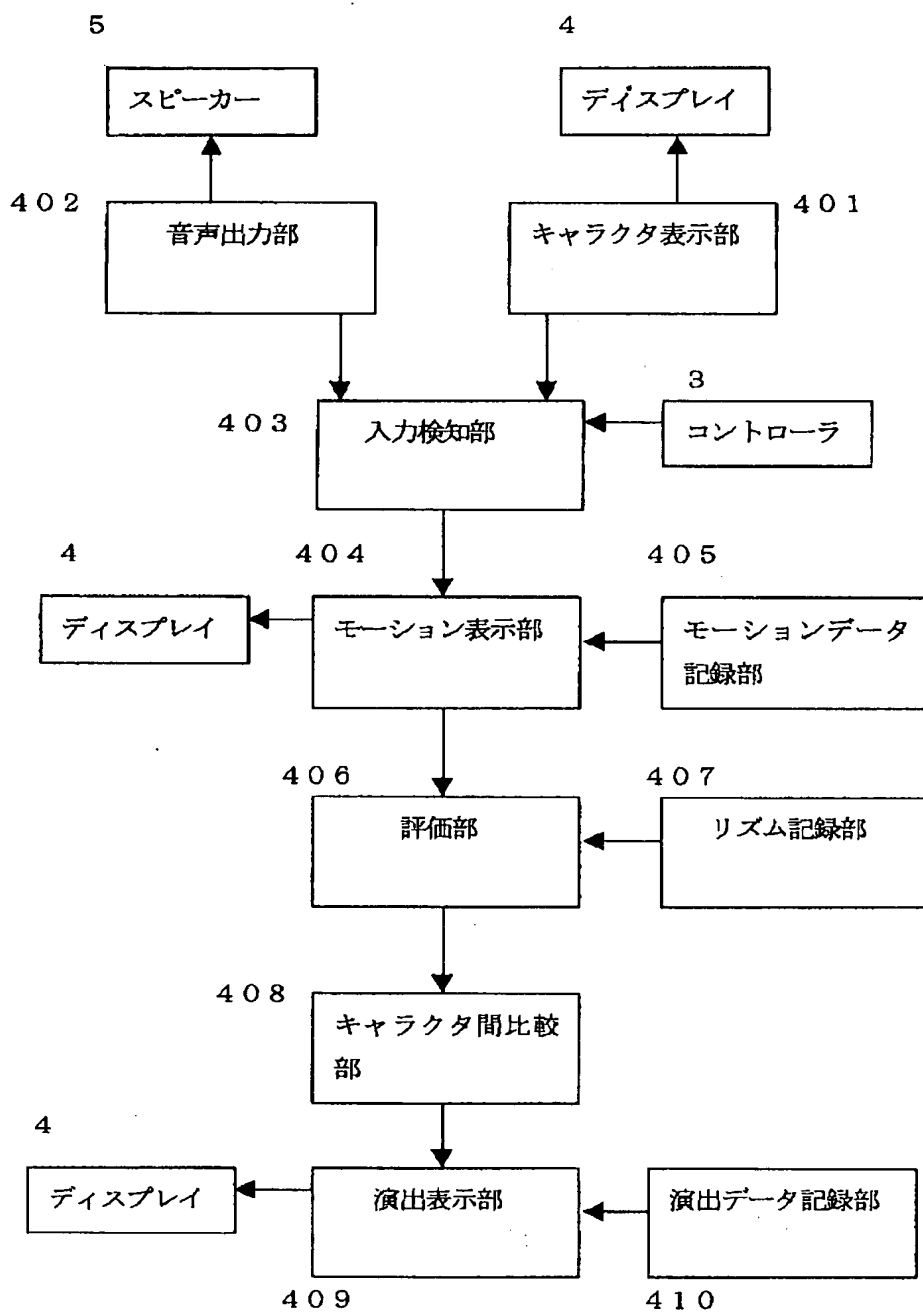 ５
４
スピーカー
ディスプレイ
４０２
４０１
音声出力部
キャラクタ表示部
３
４０３
入力検知部
コントローラ
４
４０４
４０５
ディスプレイ
モーション表示部
モーションデータ
記録部
４０６
４０７
評価部
リズム記録部
４０８
キャラクタ間比較
部
４
ディスプレイ
演出表示部
演出データ記録部
４０９
４１０